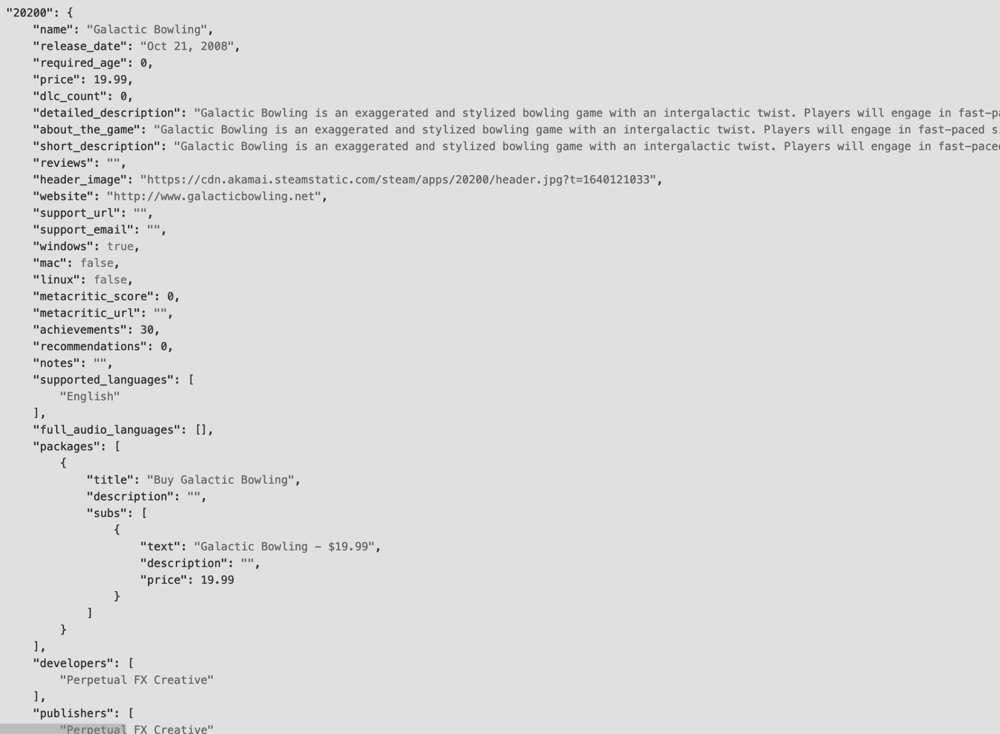 "20200": {
    "name": "Galactic Bowling",
    "release_date": "Oct 21, 2008",
    "required_age": 0,
    "price": 19.99,
    "dlc_count": 0,
    "detailed_description": "Galactic Bowling is an exaggerated and stylized bowling game with an intergalactic twist. Players will engage in fast-pa
    "about_the_game": "Galactic Bowling is an exaggerated and stylized bowling game with an intergalactic twist. Players will engage in fast-paced si
    "short_description": "Galactic Bowling is an exaggerated and stylized bowling game with an intergalactic twist. Players will engage in fast-paced
    "reviews": "",
    "header_image": "https://cdn.akamai.steamstatic.com/steam/apps/20200/header.jpg?t=1640121033",
    "website": "http://www.galacticbowling.net",
    "support_url": "",
    "support_email": "",
    "windows": true,
    "mac": false,
    "linux": false,
    "metacritic_score": 0,
    "metacritic_url": "",
    "achievements": 30,
    "recommendations": 0,
    "notes": "",
    "supported_languages": [
        "English"
    ],
    "full_audio_languages": [],
    "packages": [
        {
            "title": "Buy Galactic Bowling",
            "description": "",
            "subs": [
                {
                    "text": "Galactic Bowling – $19.99",
                    "description": "",
                    "price": 19.99
                }
            ]
        }
    ],
    "developers": [
        "Perpetual FX Creative"
    ],
    "publishers": [
        "Perpetual FX Creative"